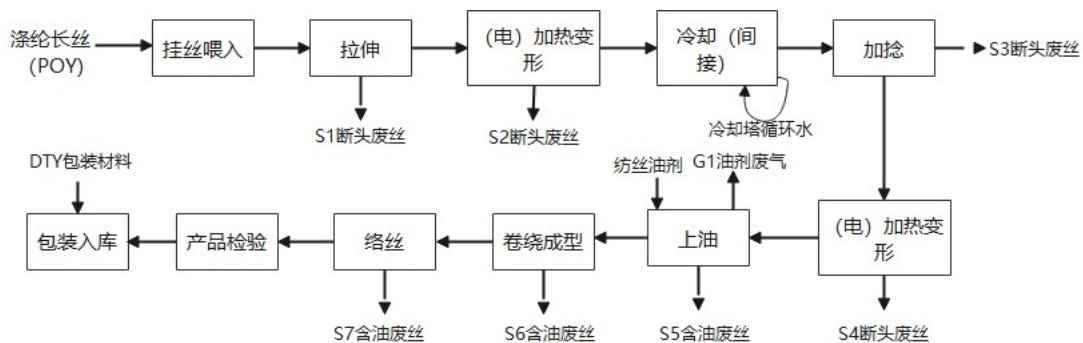 涤纶长丝
(POY)
挂丝喂入
拉伸
(电) 加热变
形
冷却 (间
接)
加捻
S3断头废丝
S1断头废丝
S2断头废丝
冷却塔循环水
DTY包装材料
纺丝油剂
G1油剂废气
包装入库
产品检验
络丝
卷绕成型
上油
(电) 加热变
形
S7含油废丝
S6含油废丝
S5含油废丝
S4断头废丝